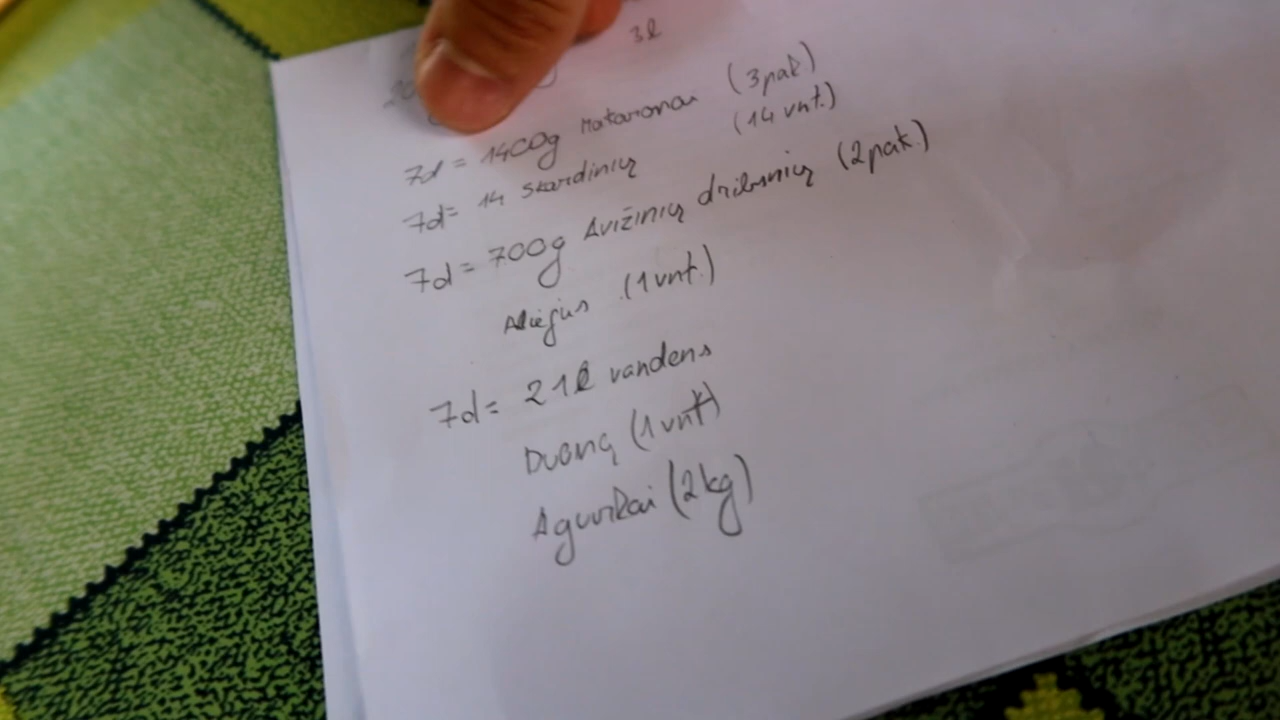 3l
7d = 1400g Makaronai (3pak.)
7d = 14 skardinių (14 vnt.)
7d = 700g Avižinių dribsnių (2pak.)
Aliejus (1vnt.)
7d = 21l vandens
Duoną (1vnt)
Agurkai (2kg)